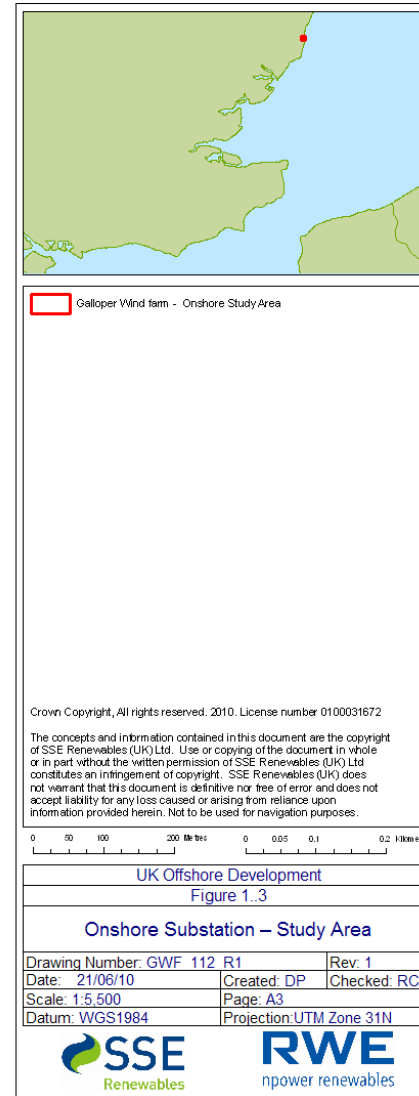 Galloper Wind farm - Onshore Study Area
Crown Copyright, All rights reserved. 2010. License number 0100031672
The concepts and information contained in this document are the copyright
of SSE Renewables (UK) Ltd. Use or copying of the document in whole
or in part without the written permission of SSE Renewables (UK) Ltd
constitutes an infringement of copyright. SSE Renewables (UK) does
not warrant that this document is definitive nor free of error and does not
accept liability for any loss caused or arising from reliance upon
information provided herein. Not to be used for navigation purposes.
0 50 100 200 Metres 0 0.05 0.1 0.2 Kilome
UK Offshore Development
Figure 1..3
Onshore Substation – Study Area
Drawing Number: GWF_112_R1 Rev: 1
Date: 21/06/10 Created: DP Checked: RC
Scale: 1:5,500 Page: A3
Datum: WGS1984 Projection:UTM Zone 31N
SSE RWE
Renewables npower renewables